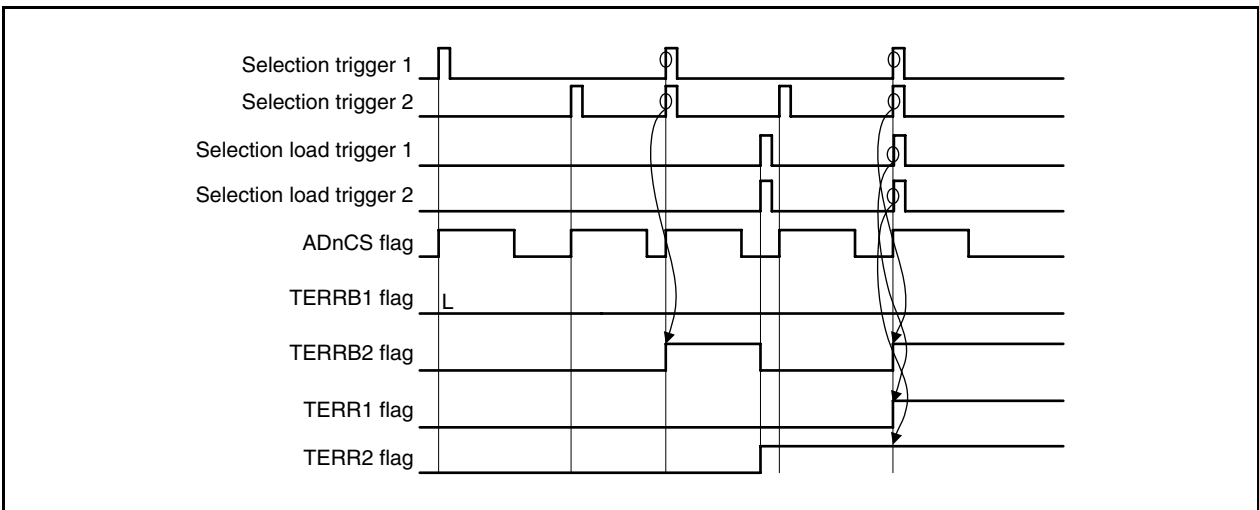 Selection trigger 1
Selection trigger 2
Selection load trigger 1
Selection load trigger 2
ADnCS flag
TERRB1 flag
L
TERRB2 flag
TERR1 flag
TERR2 flag